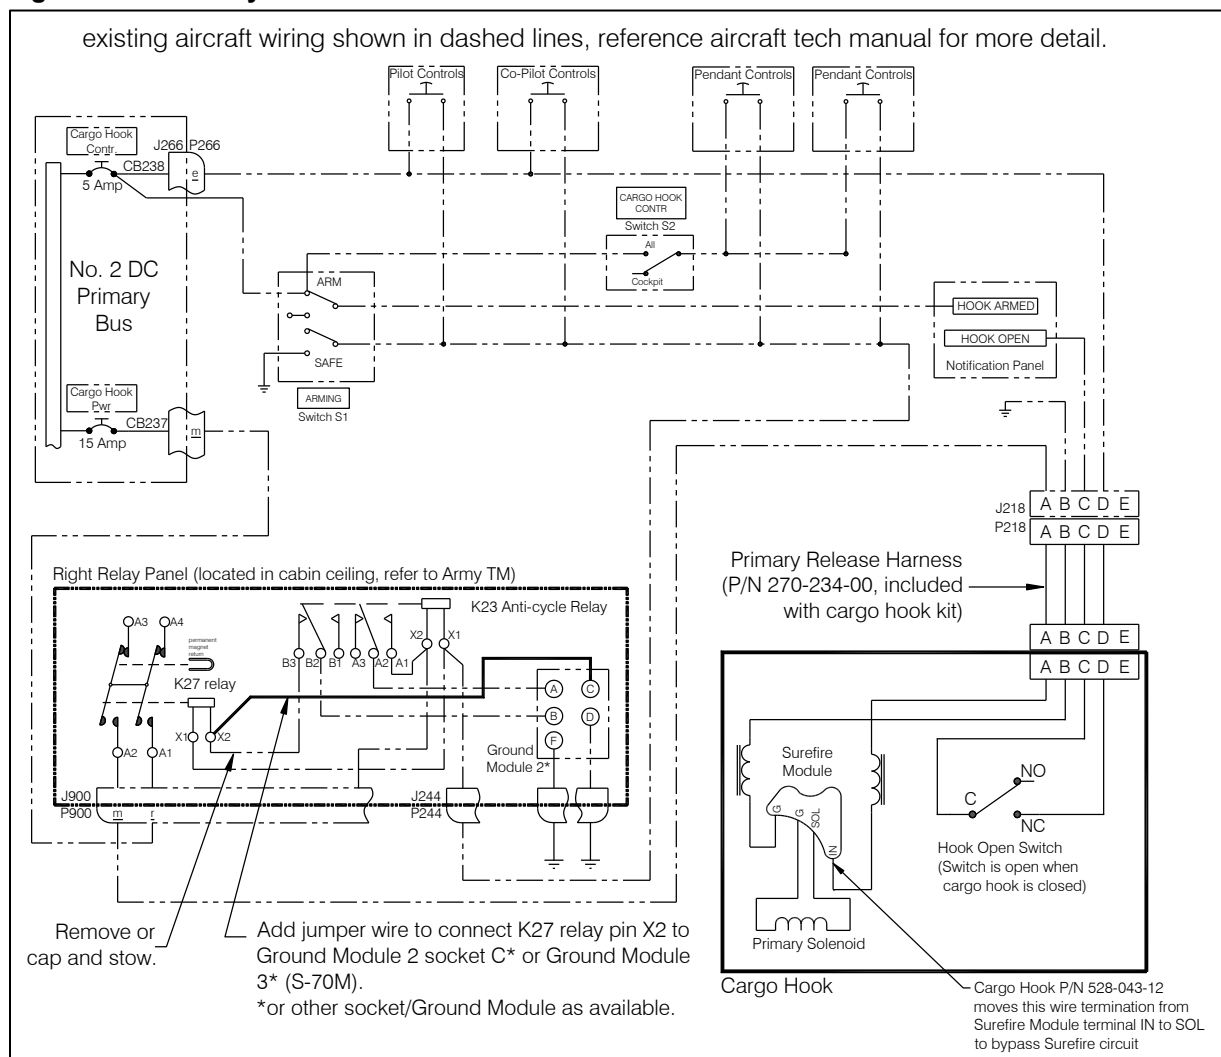 existing aircraft wiring shown in dashed lines, reference aircraft tech manual for more detail.
Pilot Controls
Co-Pilot Controls
Pendant Controls
Pendant Controls
Cargo Hook
Contr.
J266
P266
CB238
e
5 Amp
CARGO HOOK
CONTR
Switch S2
All
Cockpit
No. 2 DC
Primary
Bus
ARM
SAFE
ARMING
Switch S1
HOOK ARMED
HOOK OPEN
Notification Panel
Cargo Hook
Pwr
CB237
m
15 Amp
J218
A B C D E
P218
A B C D E
Primary Release Harness
(P/N 270-234-00, included
with cargo hook kit)
A B C D E
A B C D E
Right Relay Panel (located in cabin ceiling, refer to Army TM)
K23 Anti-cycle Relay
A3
A4
permanent
magnet
return
K27 relay
X2
X1
B3
B2
B1
A3
A2
A1
X1
X2
A2
A1
A
C
B
D
F
Ground
Module 2*
J900
P900
m
r
J244
P244
Surefire
Module
G
G
SOL
IN
Primary Solenoid
NO
C
NC
Hook Open Switch
(Switch is open when
cargo hook is closed)
Cargo Hook
Remove or
cap and stow.
Add jumper wire to connect K27 relay pin X2 to
Ground Module 2 socket C* or Ground Module
3* (S-70M).
*or other socket/Ground Module as available.
Cargo Hook P/N 528-043-12
moves this wire termination from
Surefire Module terminal IN to SOL
to bypass Surefire circuit